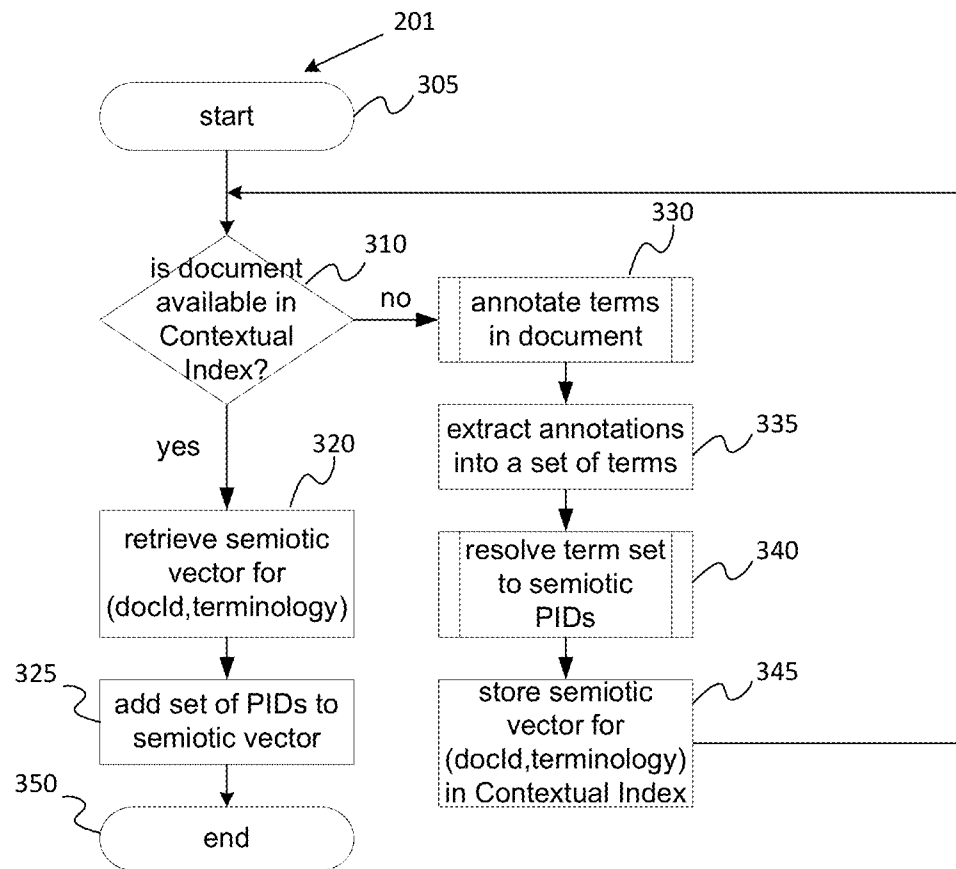 201
305
start
310
is document
available in
Contextual
Index?
no
330
annotate terms
in document
335
extract annotations
into a set of terms
yes
320
retrieve semiotic
vector for
(docId,terminology)
340
resolve term set
to semiotic
PIDs
325
add set of PIDs to
semiotic vector
345
store semiotic
vector for
(docId,terminology)
in Contextual Index
350
end